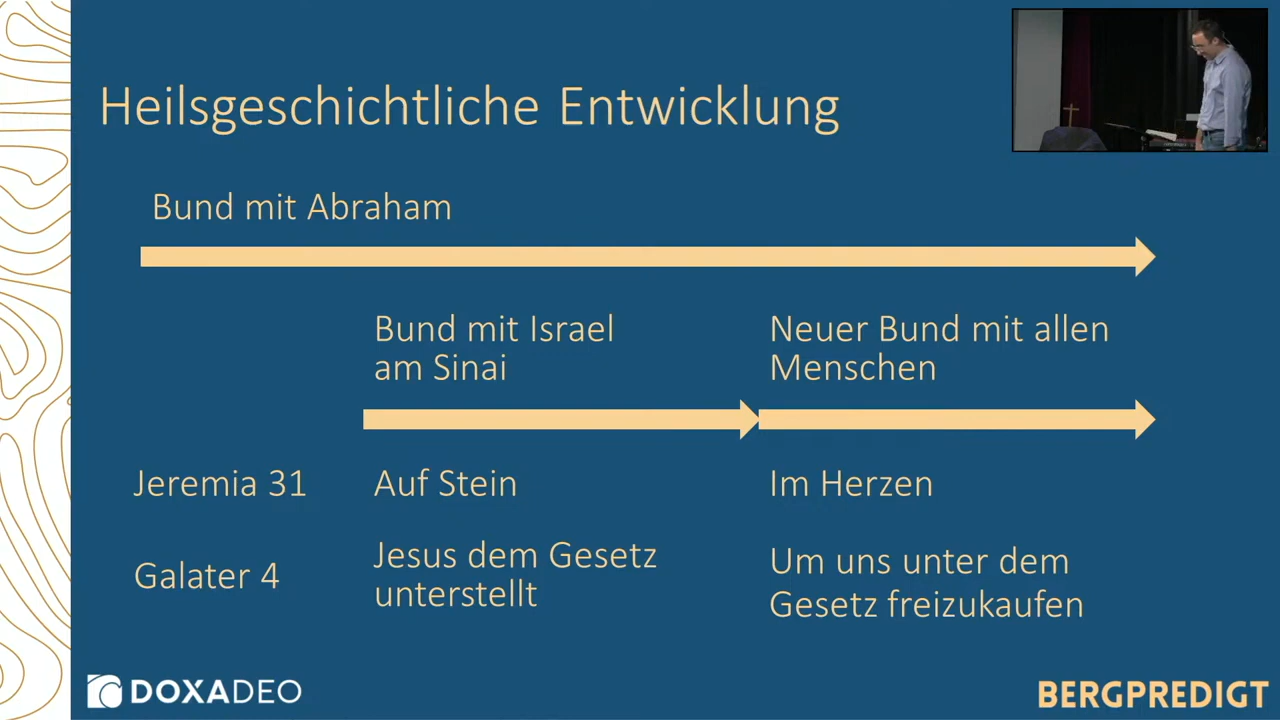 Heilsgeschichtliche Entwicklung
Bund mit Abraham
Bund mit Israel
am Sinai
Neuer Bund mit allen
Menschen
Jeremia 31
Auf Stein
Im Herzen
Galater 4
Jesus dem Gesetz
unterstellt
Um uns unter dem
Gesetz freizukaufen
DOXADEO
BERGPREDIGT